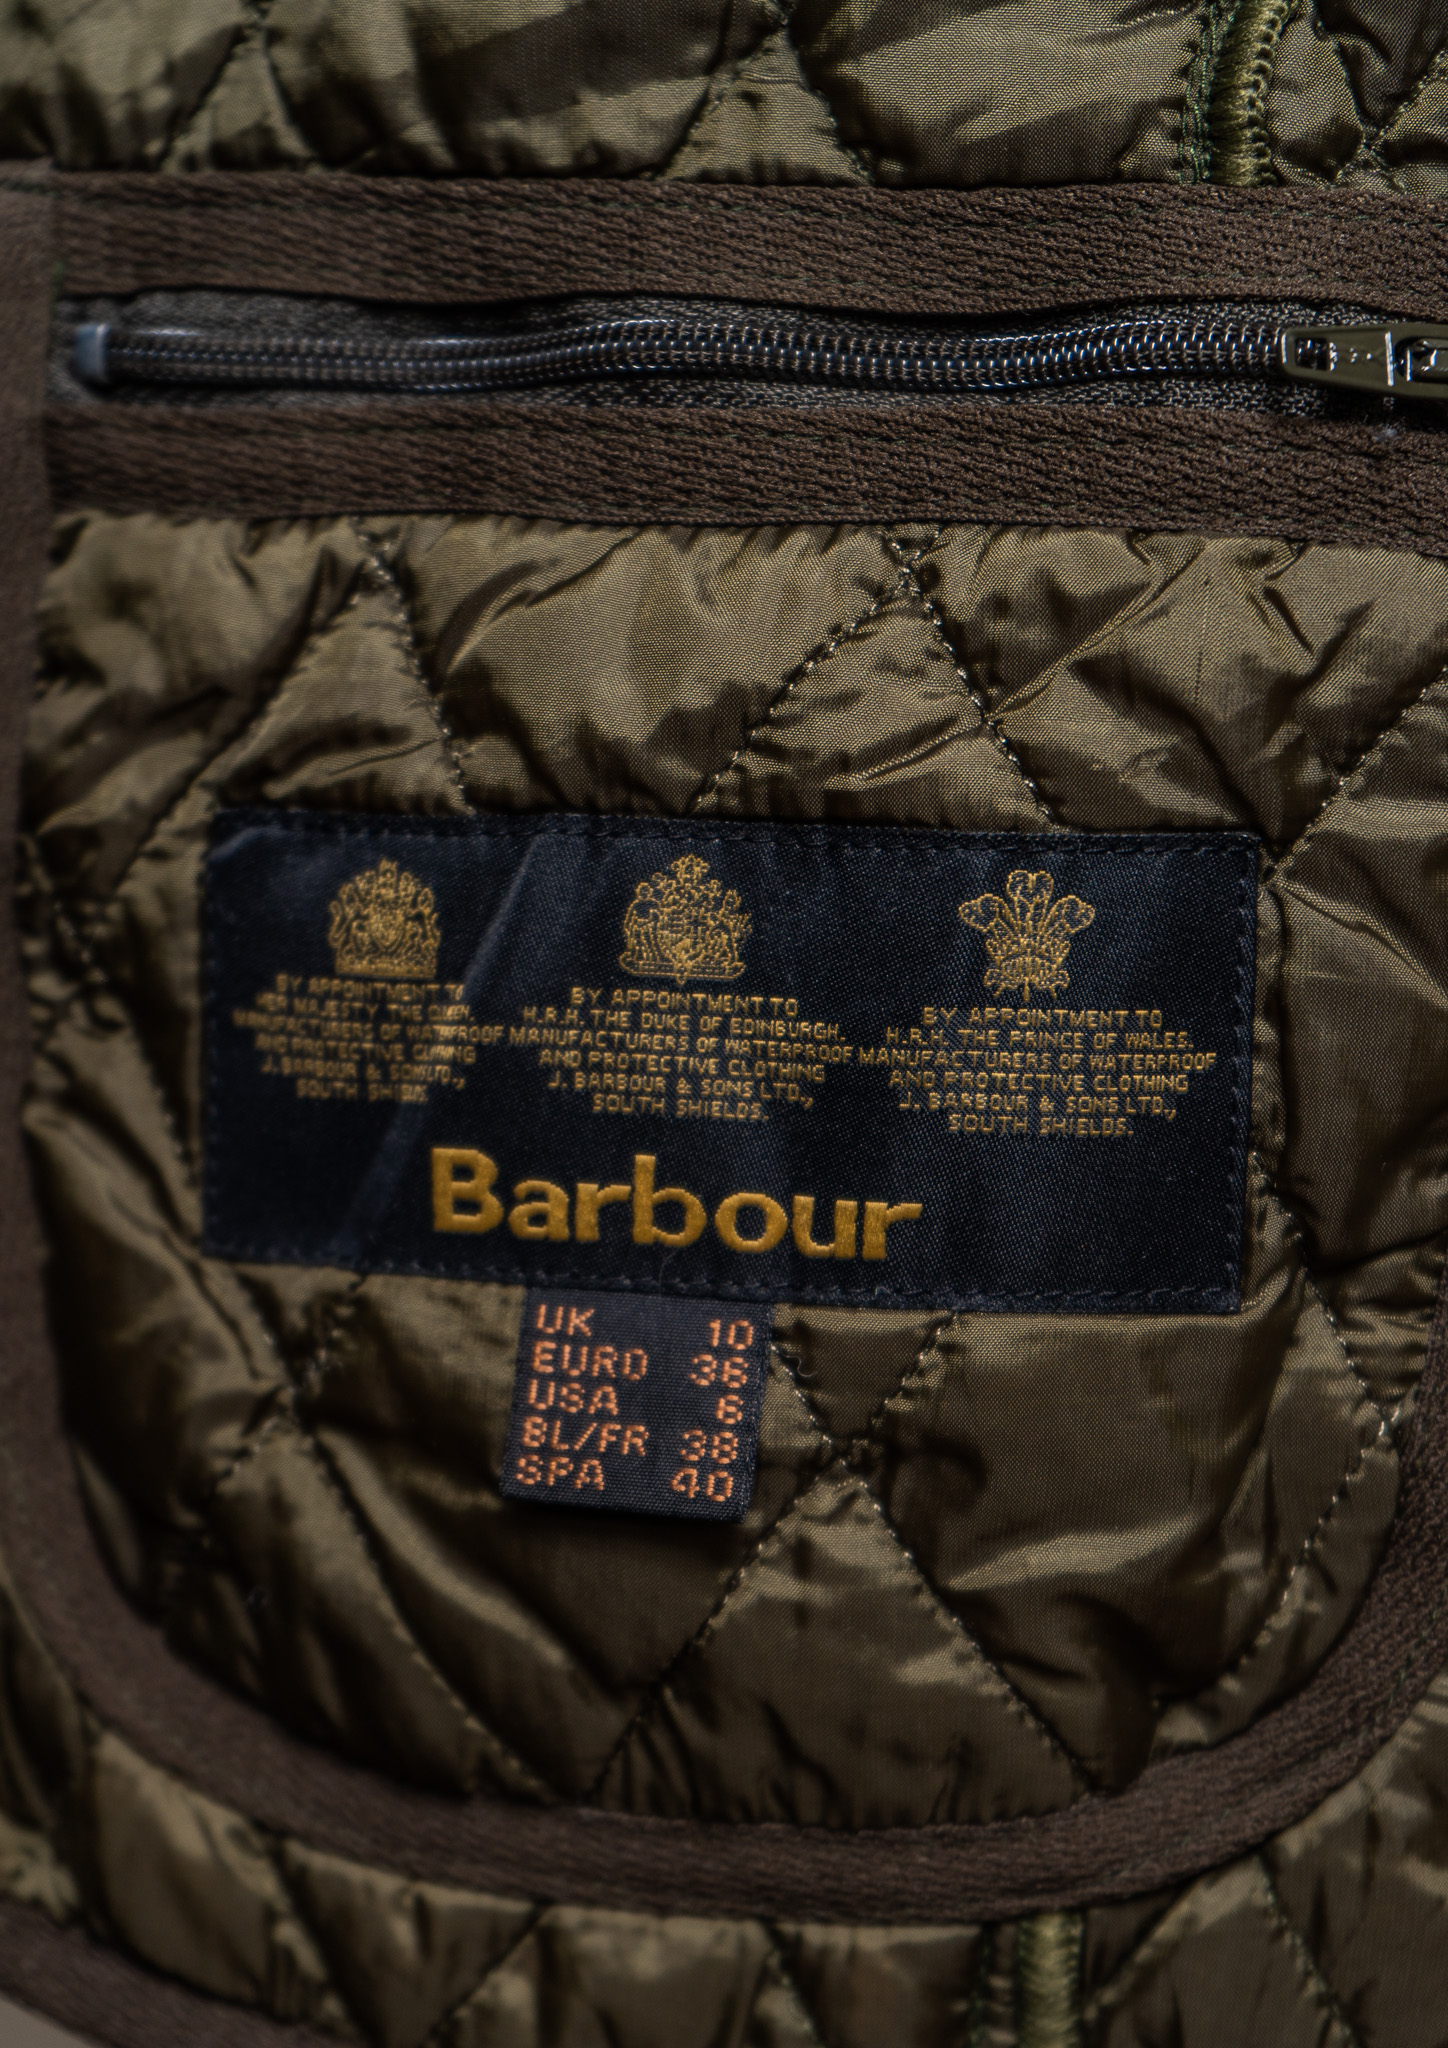 BY APPOINTMENT TO
HER MAJESTY THE QUEEN.
MANUFACTURERS OF WATERPROOF
AND PROTECTIVE CLOTHING
J. BARBOUR & SONS LTD.,
SOUTH SHIELDS.
BY APPOINTMENT TO
H.R.H. THE DUKE OF EDINBURGH.
MANUFACTURERS OF WATERPROOF
AND PROTECTIVE CLOTHING
J. BARBOUR & SONS LTD.,
SOUTH SHIELDS.
BY APPOINTMENT TO
H.R.H. THE PRINCE OF WALES.
MANUFACTURERS OF WATERPROOF
AND PROTECTIVE CLOTHING
J. BARBOUR & SONS LTD.,
SOUTH SHIELDS.
Barbour
UK 10
EURO 36
USA 6
BL/FR 38
SPA 40